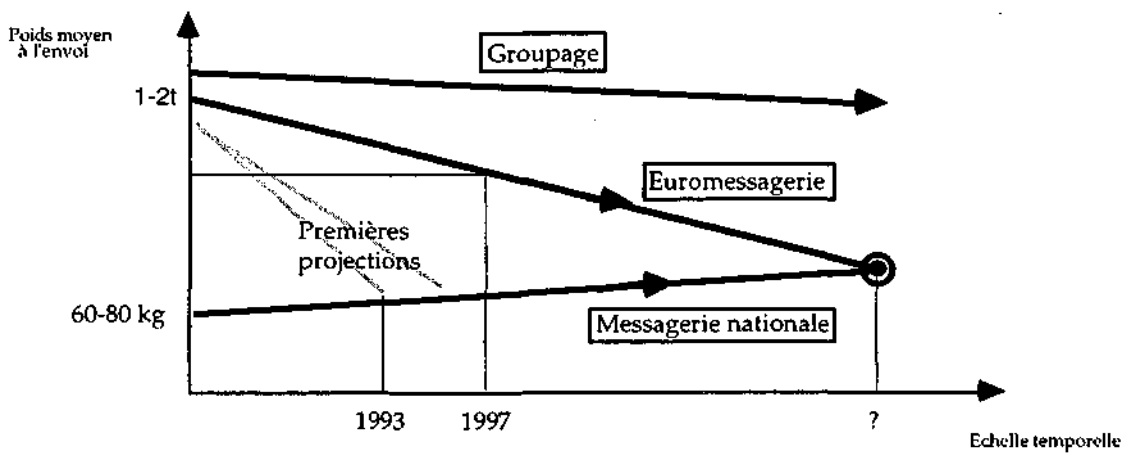 Poids moyen
à l'envoi
Groupage
1-2t
Euromessagerie
Premières
projections
60-80 kg
Messagerie nationale
1993
1997
?
Echelle temporelle